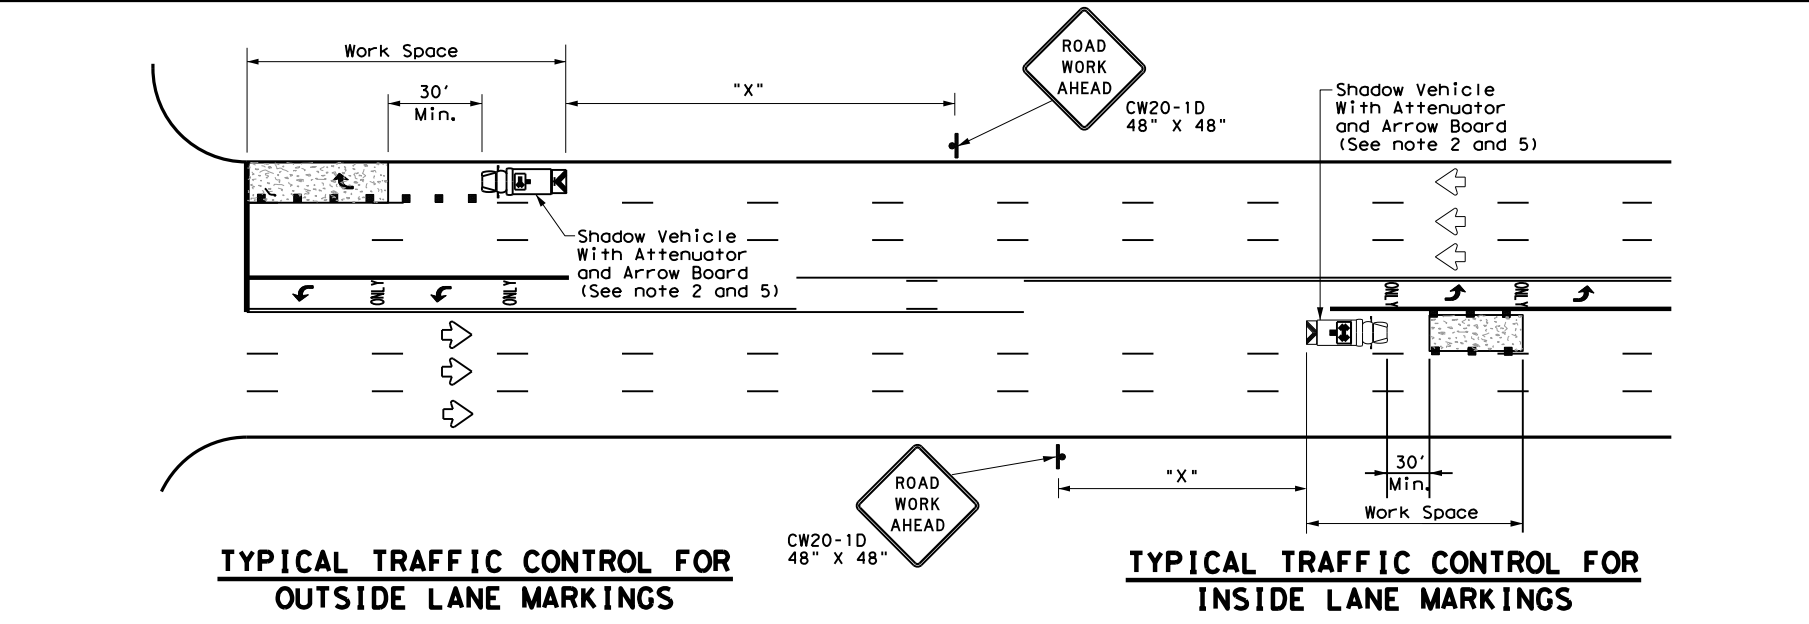 Work Space
30'
Min.
"X"
ROAD
WORK
AHEAD
CW20-1D
48" X 48"
Shadow Vehicle
With Attenuator
and Arrow Board
(See note 2 and 5)
Shadow Vehicle
With Attenuator
and Arrow Board
(See note 2 and 5)
ONLY
ONLY
ONLY
ONLY
ROAD
WORK
AHEAD
CW20-1D
48" X 48"
"X"
30'
Min.
Work Space
TYPICAL TRAFFIC CONTROL FOR
OUTSIDE LANE MARKINGS
TYPICAL TRAFFIC CONTROL FOR
INSIDE LANE MARKINGS